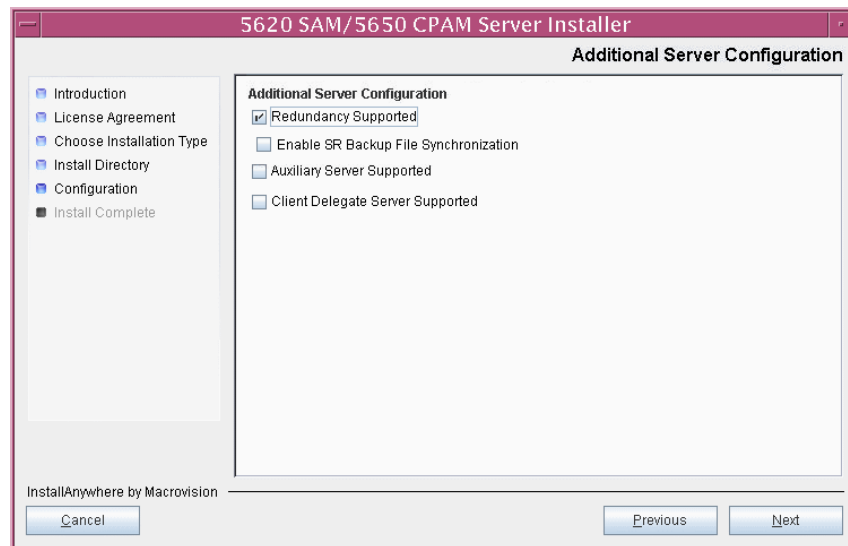 5620 SAM/5650 CPAM Server Installer
Additional Server Configuration
Introduction
License Agreement
Choose Installation Type
Install Directory
Configuration
Install Complete
Additional Server Configuration
Redundancy Supported
Enable SR Backup File Synchronization
Auxiliary Server Supported
Client Delegate Server Supported
InstallAnywhere by Macrovision
Cancel
Previous
Next